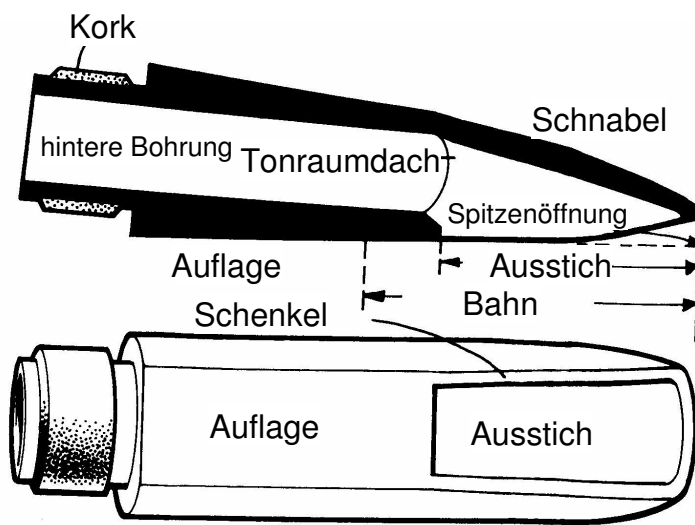 Kork
Schnabel
hintere Bohrung
Tonraumdach
Spitzenöffnung
Auflage
Ausstich
Bahn
Schenkel
Auflage
Ausstich